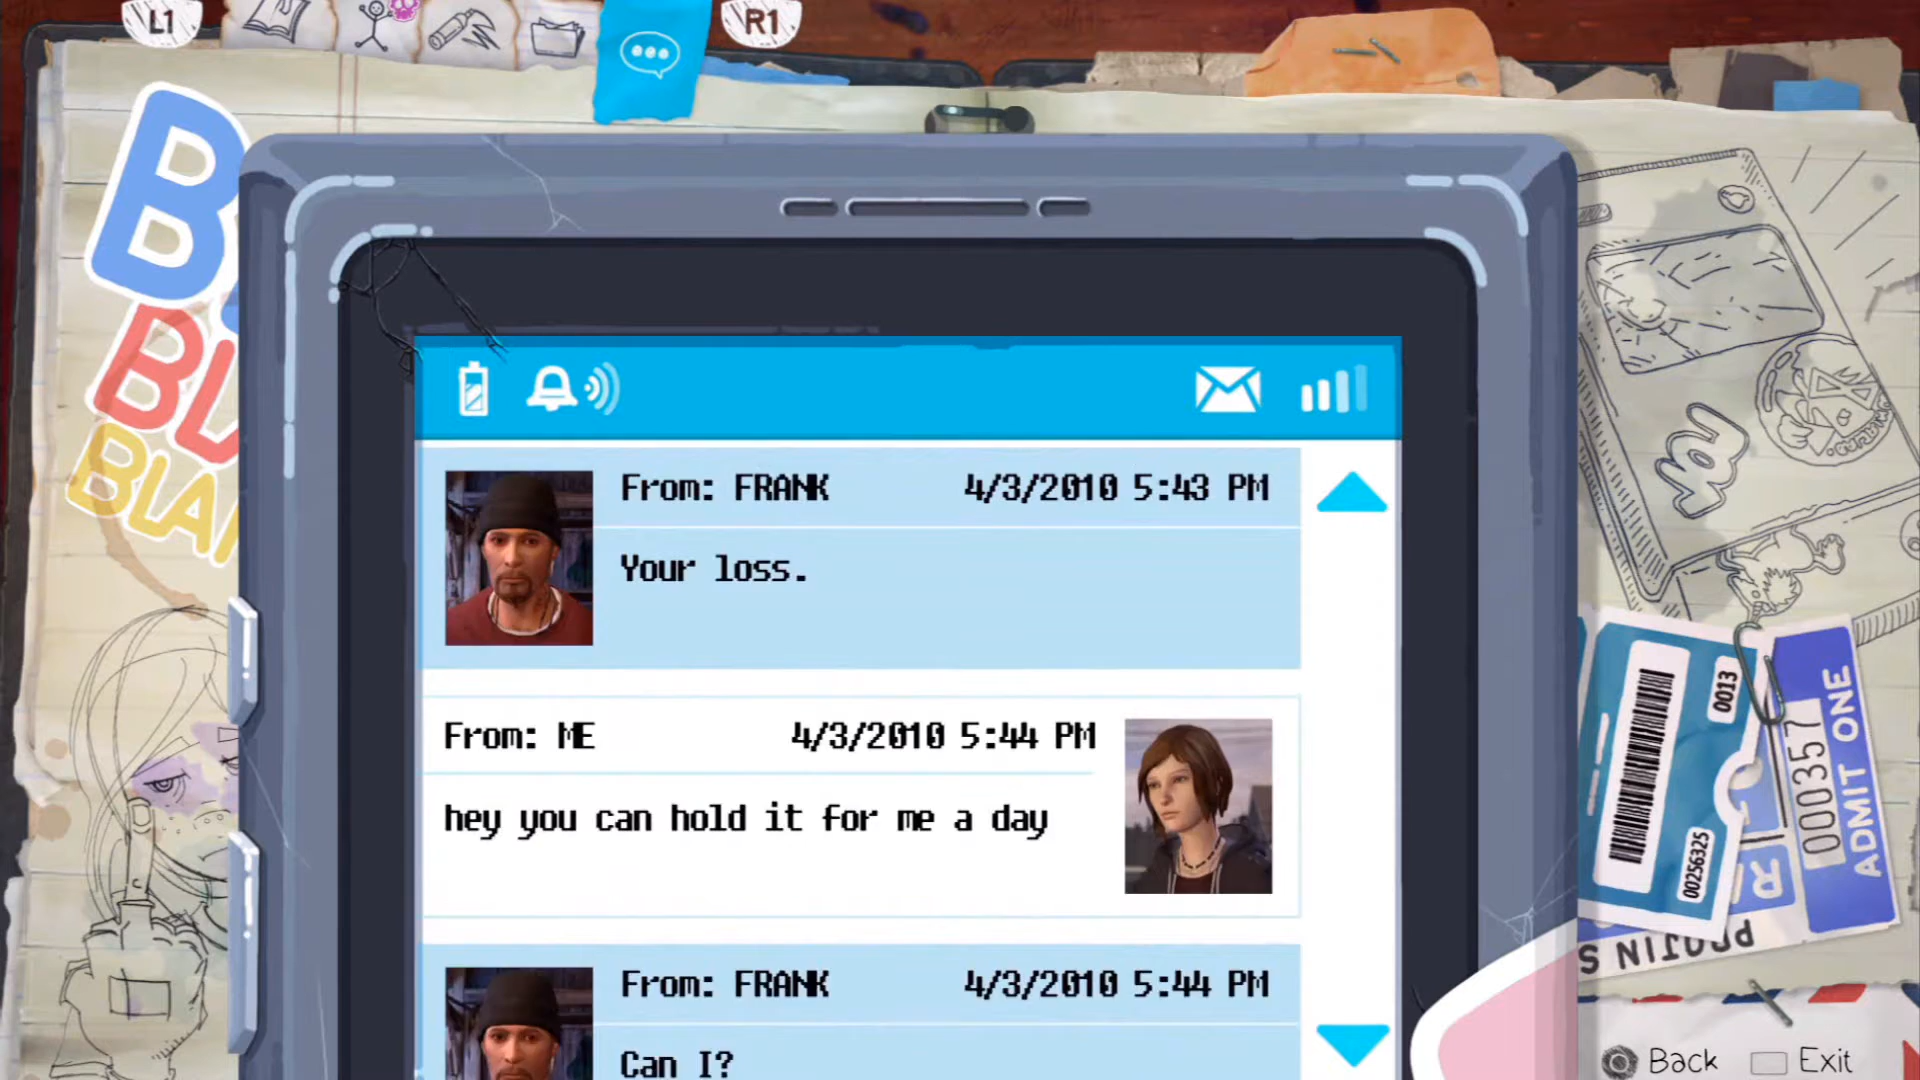 L1
R1
From: FRANK 4/3/2010 5:43 PM
Your loss.
From: ME 4/3/2010 5:44 PM
hey you can hold it for me a day
From: FRANK 4/3/2010 5:44 PM
Can I?
0013
00256325
000357
ADMIT ONE
Back
Exit